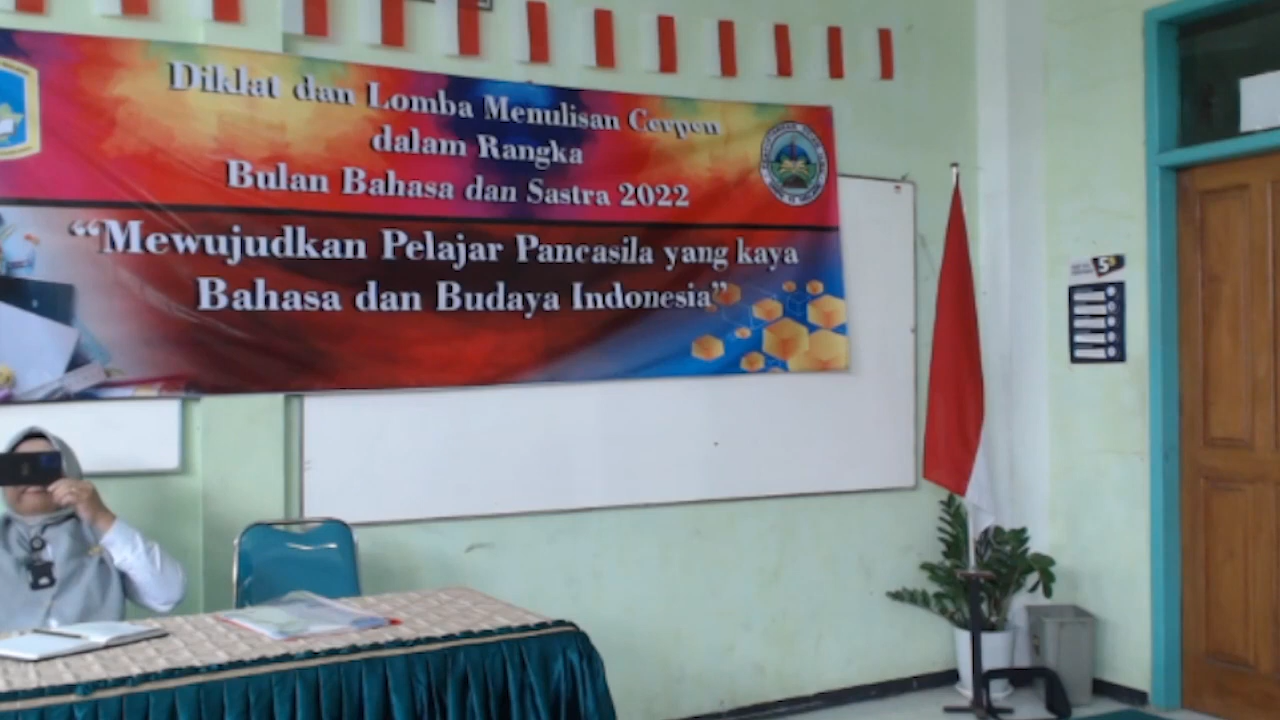 Diklat dan Lomba Menulisan Cerpen
dalam Rangka
Bulan Bahasa dan Sastra 2022
“Mewujudkan Pelajar Pancasila yang kaya
Bahasa dan Budaya Indonesia”
5